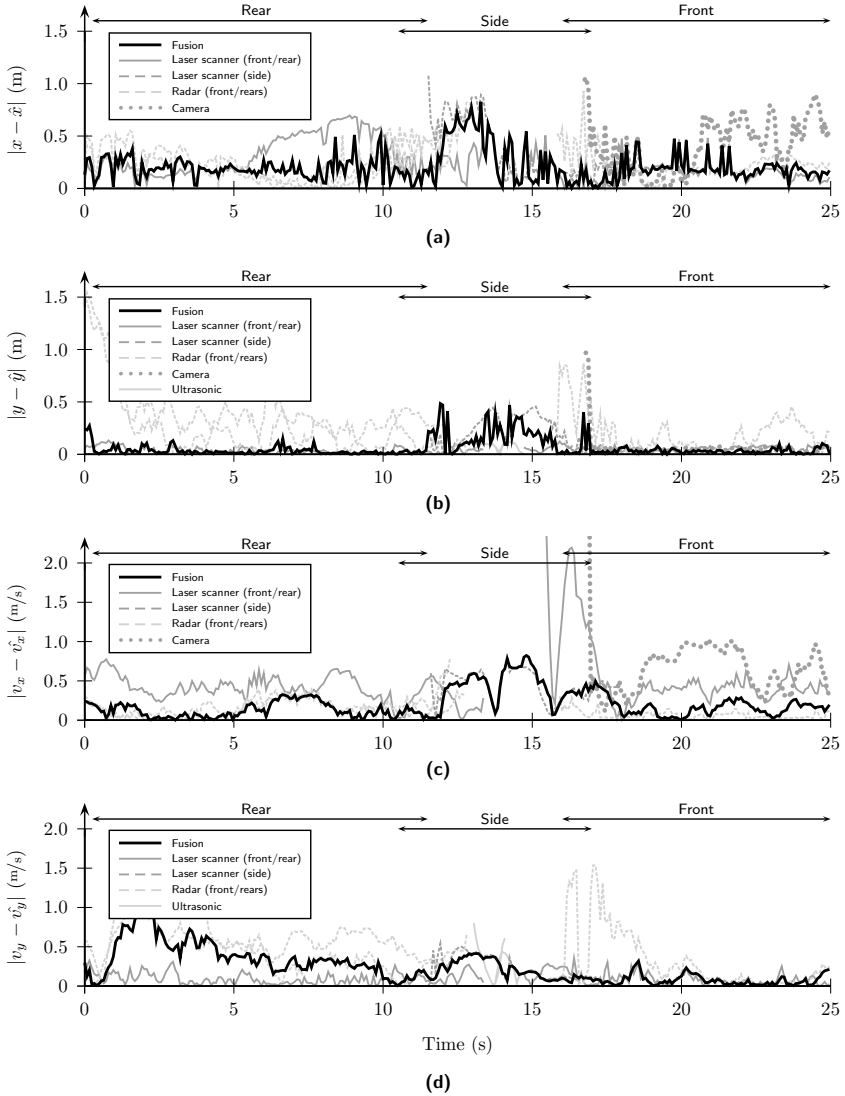 Rear
Side
Front
1.5
1.0
0.5
0
|x − x̂| (m)
Fusion
Laser scanner (front/rear)
Laser scanner (side)
Radar (front/rears)
Camera
0 5 10 15 20 25
(a)
Rear
Side
Front
1.5
1.0
0.5
0
|y − ŷ| (m)
Fusion
Laser scanner (front/rear)
Laser scanner (side)
Radar (front/rears)
Camera
Ultrasonic
0 5 10 15 20 25
(b)
Rear
Side
Front
2.0
1.5
1.0
0.5
0
|v_x − v̂_x| (m/s)
Fusion
Laser scanner (front/rear)
Laser scanner (side)
Radar (front/rears)
Camera
0 5 10 15 20 25
(c)
Rear
Side
Front
2.0
1.5
1.0
0.5
0
|v_y − v̂_y| (m/s)
Fusion
Laser scanner (front/rear)
Laser scanner (side)
Radar (front/rears)
Ultrasonic
0 5 10 15 20 25
Time (s)
(d)